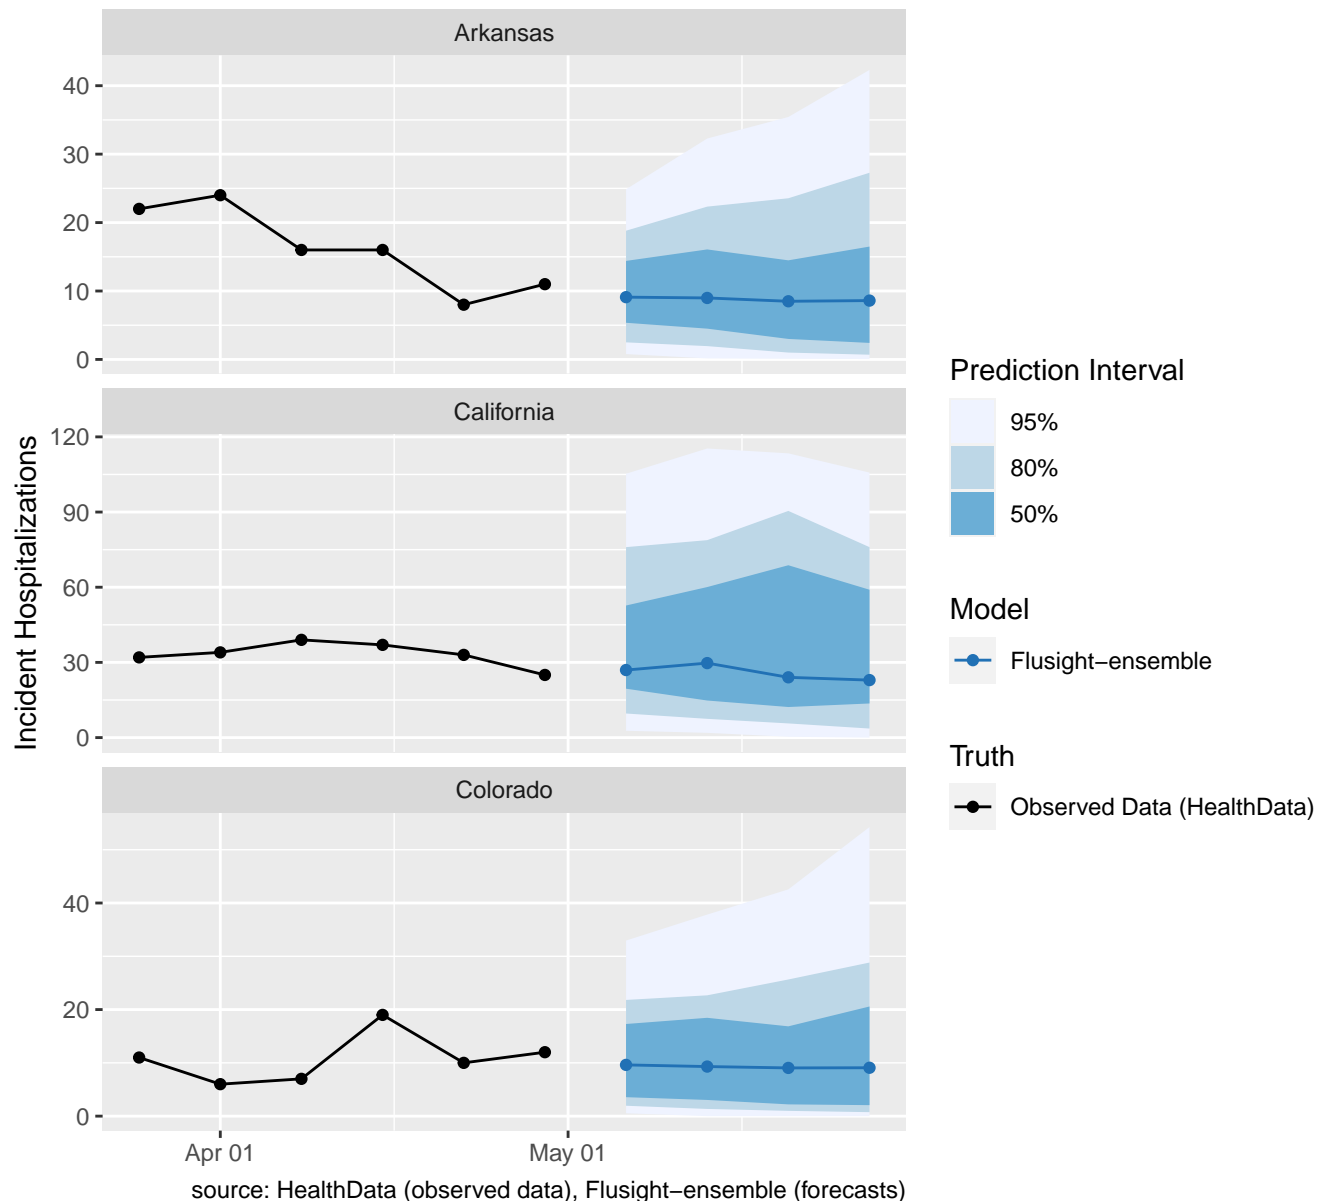 Arkansas
40
30
20
10
0
California
120
90
60
30
0
Colorado
40
20
0
Apr 01
May 01
Incident Hospitalizations
source: HealthData (observed data), Flusight−ensemble (forecasts)
Prediction Interval
95%
80%
50%
Model
Flusight−ensemble
Truth
Observed Data (HealthData)